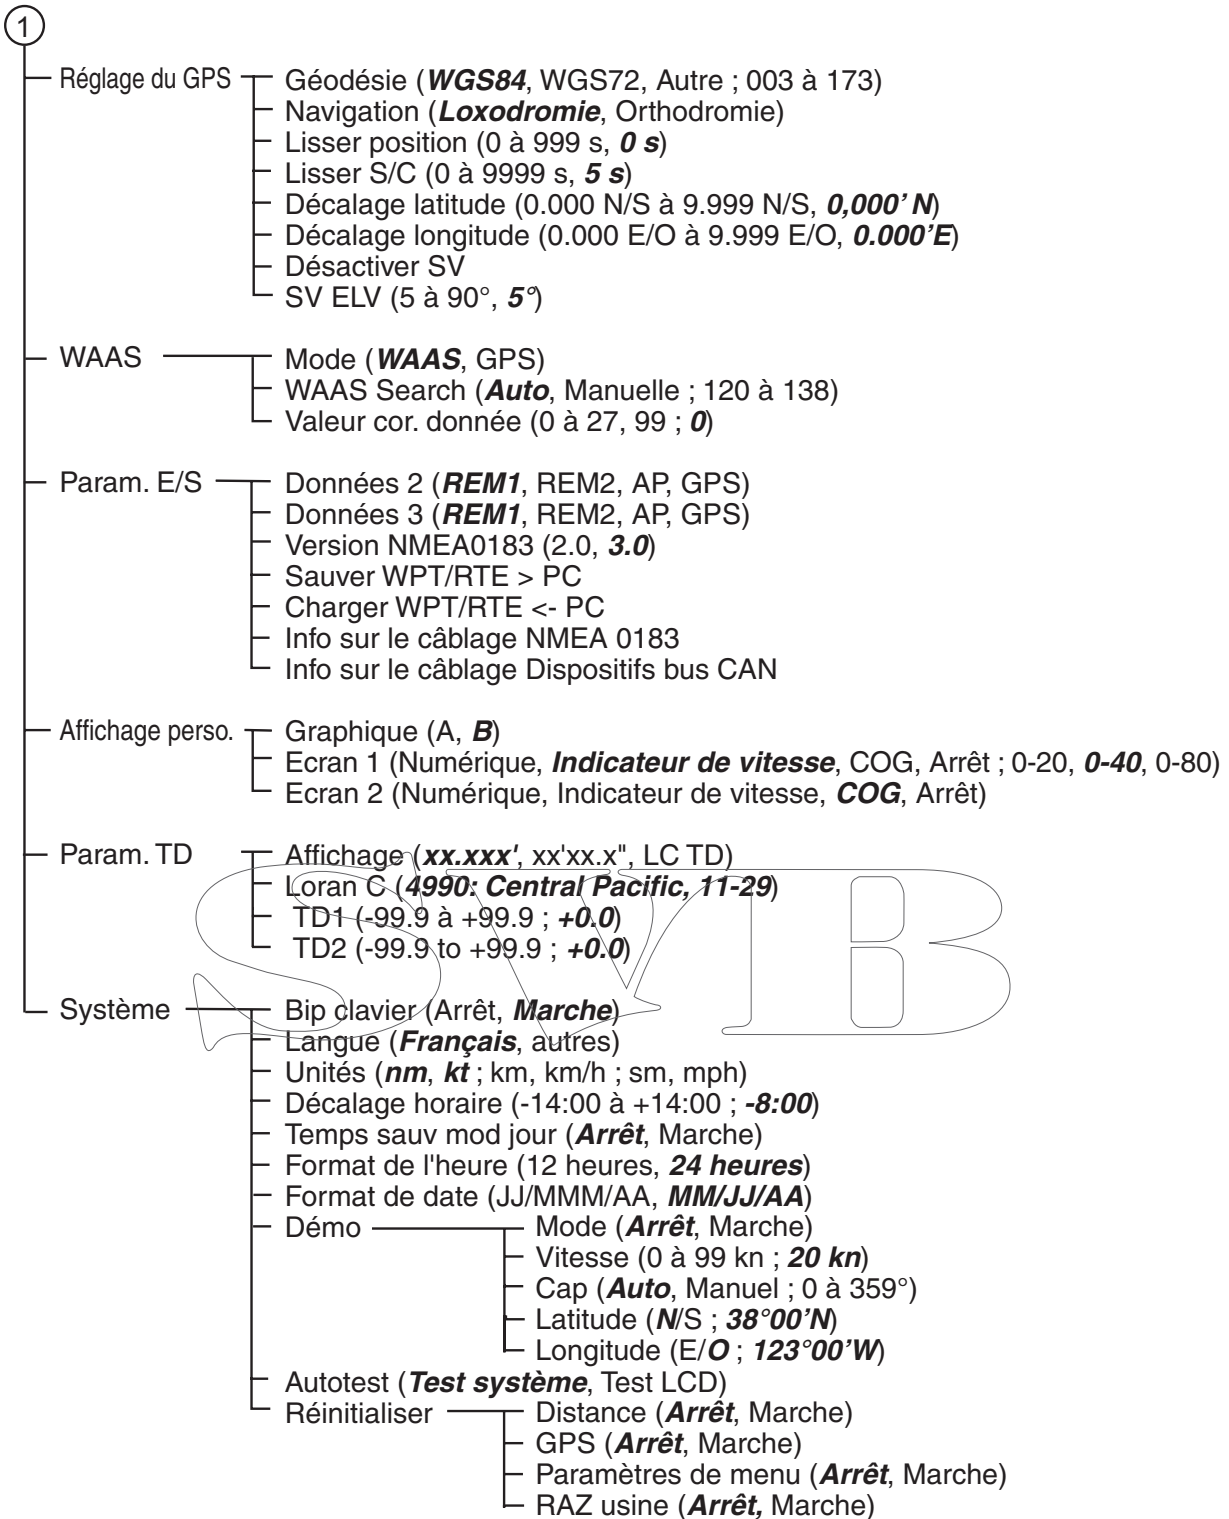 1
Réglage du GPS
Géodésie (WGS84, WGS72, Autre ; 003 à 173)
Navigation (Loxodromie, Orthodromie)
Lisser position (0 à 999 s, 0 s)
Lisser S/C (0 à 9999 s, 5 s)
Décalage latitude (0.000 N/S à 9.999 N/S, 0,000’ N)
Décalage longitude (0.000 E/O à 9.999 E/O, 0.000’E)
Désactiver SV
SV ELV (5 à 90°, 5°)
WAAS
Mode (WAAS, GPS)
WAAS Search (Auto, Manuelle ; 120 à 138)
Valeur cor. donnée (0 à 27, 99 ; 0)
Param. E/S
Données 2 (REM1, REM2, AP, GPS)
Données 3 (REM1, REM2, AP, GPS)
Version NMEA0183 (2.0, 3.0)
Sauver WPT/RTE > PC
Charger WPT/RTE <- PC
Info sur le câblage NMEA 0183
Info sur le câblage Dispositifs bus CAN
Affichage perso.
Graphique (A, B)
Ecran 1 (Numérique, Indicateur de vitesse, COG, Arrêt ; 0-20, 0-40, 0-80)
Ecran 2 (Numérique, Indicateur de vitesse, COG, Arrêt)
Param. TD
Affichage (xx.xxx', xx'xx.x", LC TD)
Loran C (4990: Central Pacific, 11-29)
TD1 (-99.9 à +99.9 ; +0.0)
TD2 (-99.9 to +99.9 ; +0.0)
SVB
Système
Bip clavier (Arrêt, Marche)
Langue (Français, autres)
Unités (nm, kt ; km, km/h ; sm, mph)
Décalage horaire (-14:00 à +14:00 ; -8:00)
Temps sauv mod jour (Arrêt, Marche)
Format de l'heure (12 heures, 24 heures)
Format de date (JJ/MMM/AA, MM/JJ/AA)
Démo
Mode (Arrêt, Marche)
Vitesse (0 à 99 kn ; 20 kn)
Cap (Auto, Manuel ; 0 à 359°)
Latitude (N/S ; 38°00’N)
Longitude (E/O ; 123°00’W)
Autotest (Test système, Test LCD)
Réinitialiser
Distance (Arrêt, Marche)
GPS (Arrêt, Marche)
Paramètres de menu (Arrêt, Marche)
RAZ usine (Arrêt, Marche)